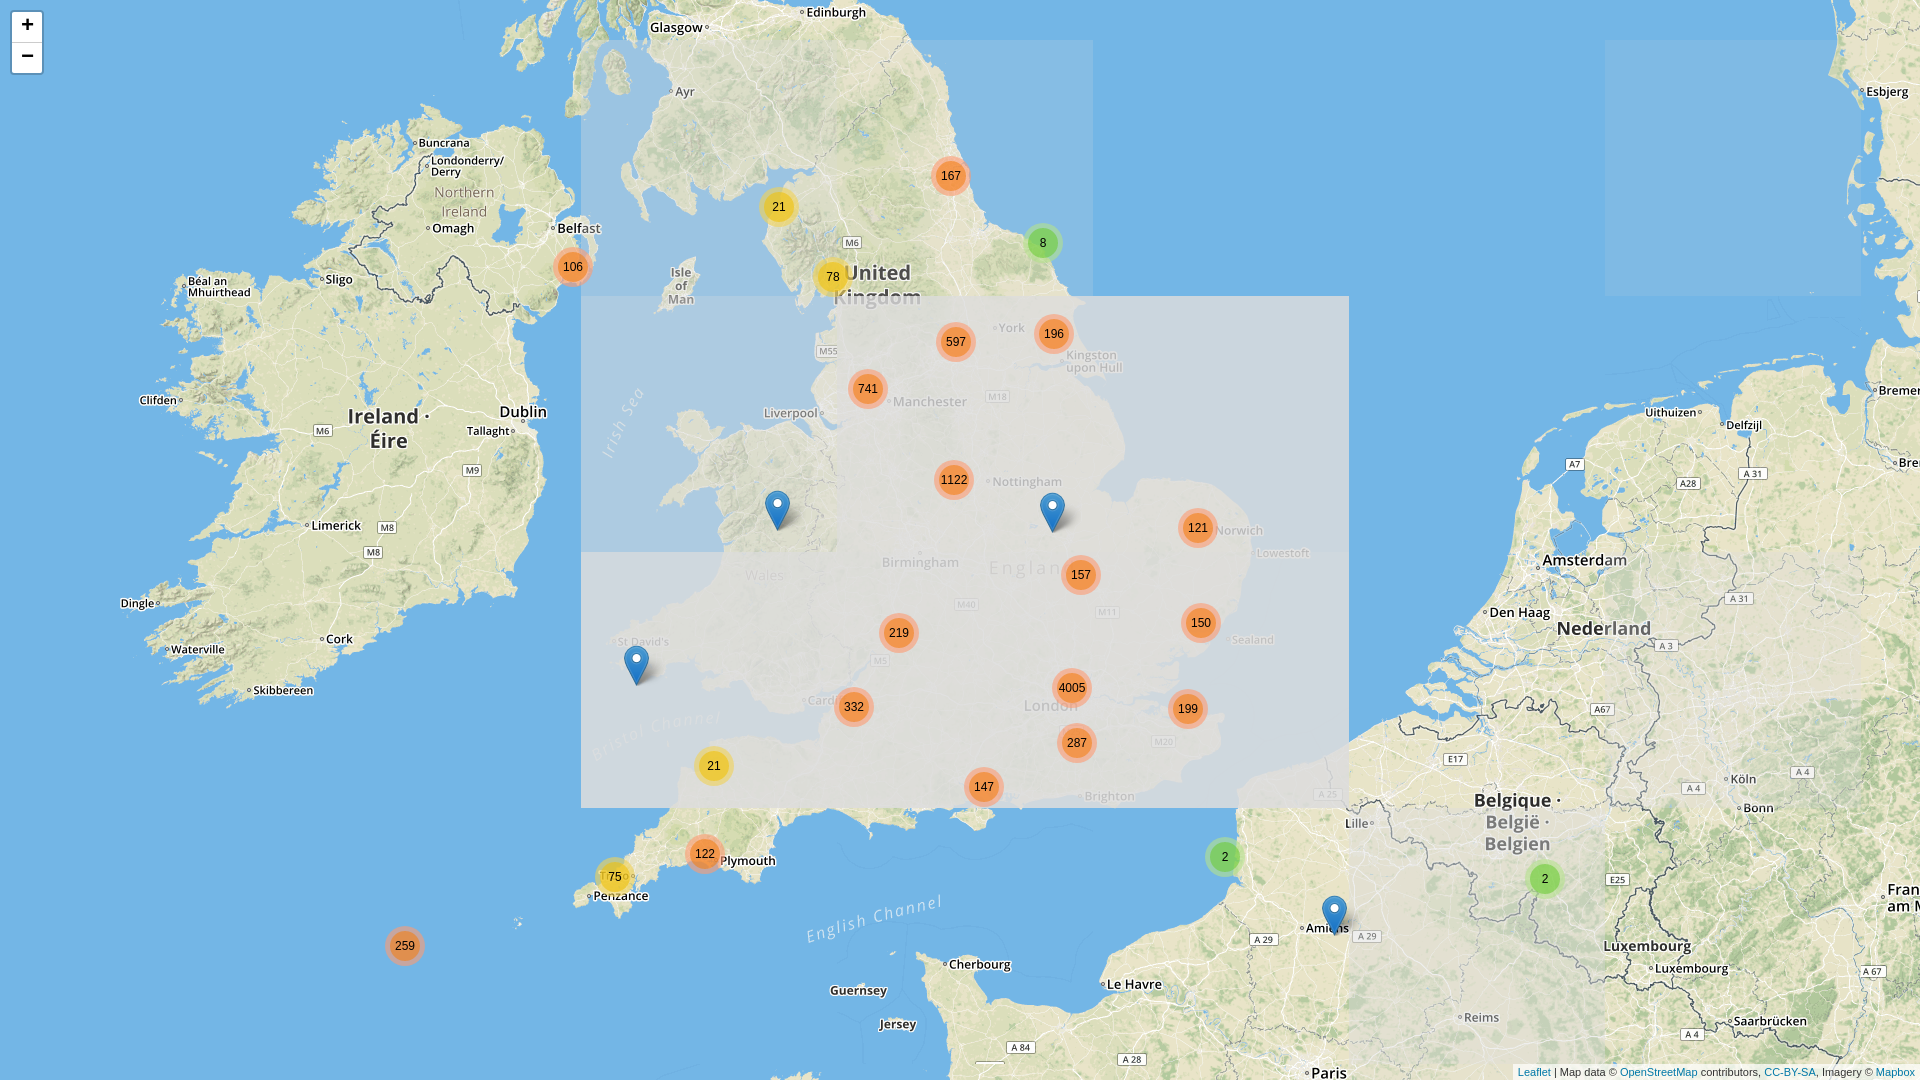 +
−
Edinburgh
Glasgow
Ayr
Esbjerg
Buncrana
Londonderry/
Derry
Northern
Ireland
Omagh
Belfast
167
21
M6
8
106
78
United
Kingdom
Isle
of
Man
Sligo
Béal an
Mhuirthead
York
196
597
Kingston
upon Hull
M55
741
M18
Manchester
Liverpool
Irish Sea
Clifden
Dublin
Ireland ·
Éire
M6
Tallaght
M9
Uithuizen
Delfzijl
A7
A 31
A28
1122
Nottingham
Limerick
M8
M8
121
Norwich
Lowestoft
Birmingham
157
Wales
M40
M11
Amsterdam
A 31
Den Haag
Nederland
A 3
Dingle
Cork
Waterville
Skibbereen
219
150
Sealand
St David's
M5
4005
London
199
332
287
M20
Bristol Channel
A67
E17
21
147
Brighton
A 25
Köln
A 4
A 4
Bonn
Belgique ·
België ·
Belgien
Lille
122
Plymouth
75
Penzance
2
2
E25
English Channel
259
Amiens
A 29
A 29
Luxembourg
Luxembourg
A 67
Cherbourg
Le Havre
Guernsey
Jersey
Reims
Saarbrücken
A 84
A 28
A 4
Paris
Leaflet | Map data © OpenStreetMap contributors, CC-BY-SA, Imagery © Mapbox